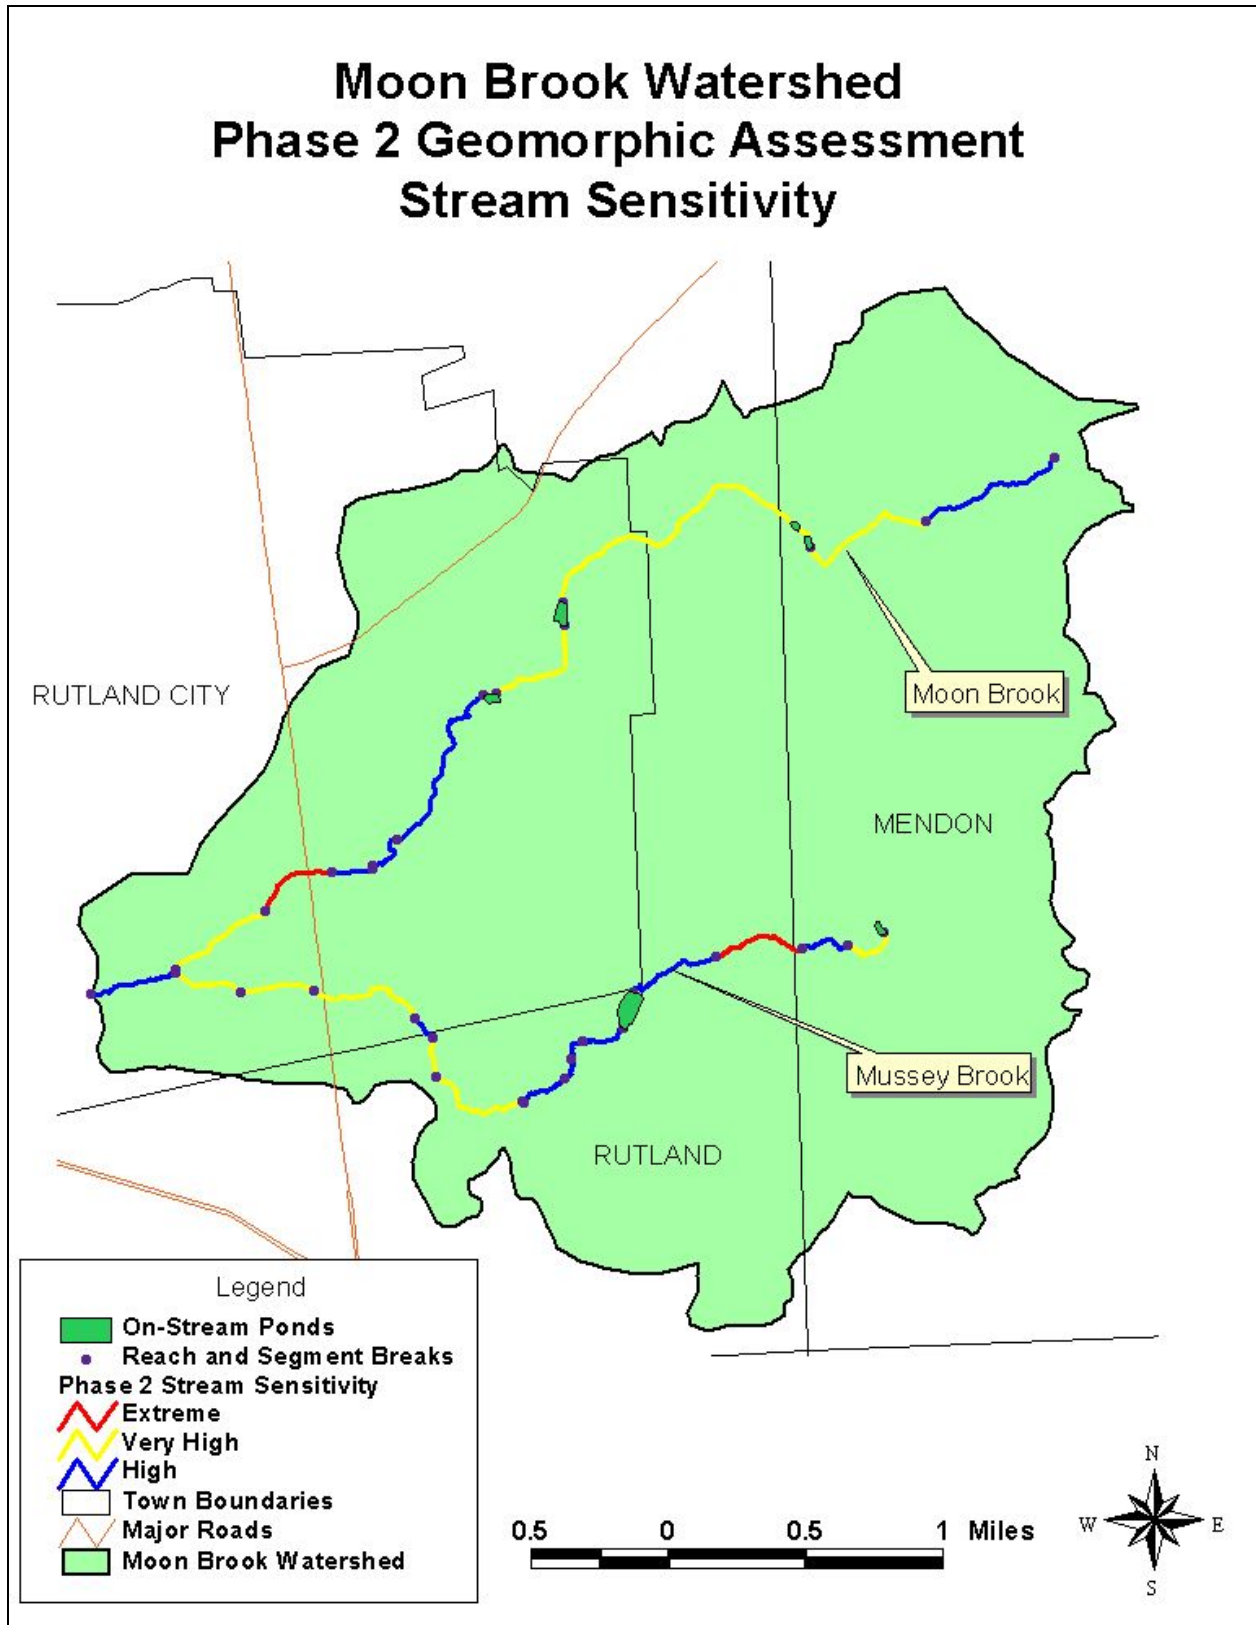 Moon Brook Watershed
Phase 2 Geomorphic Assessment
Stream Sensitivity
RUTLAND CITY
Moon Brook
MENDON
Mussey Brook
RUTLAND
Legend
On-Stream Ponds
Reach and Segment Breaks
Phase 2 Stream Sensitivity
Extreme
Very High
High
Town Boundaries
Major Roads
Moon Brook Watershed
0.5 0 0.5 1 Miles
N
W E
S